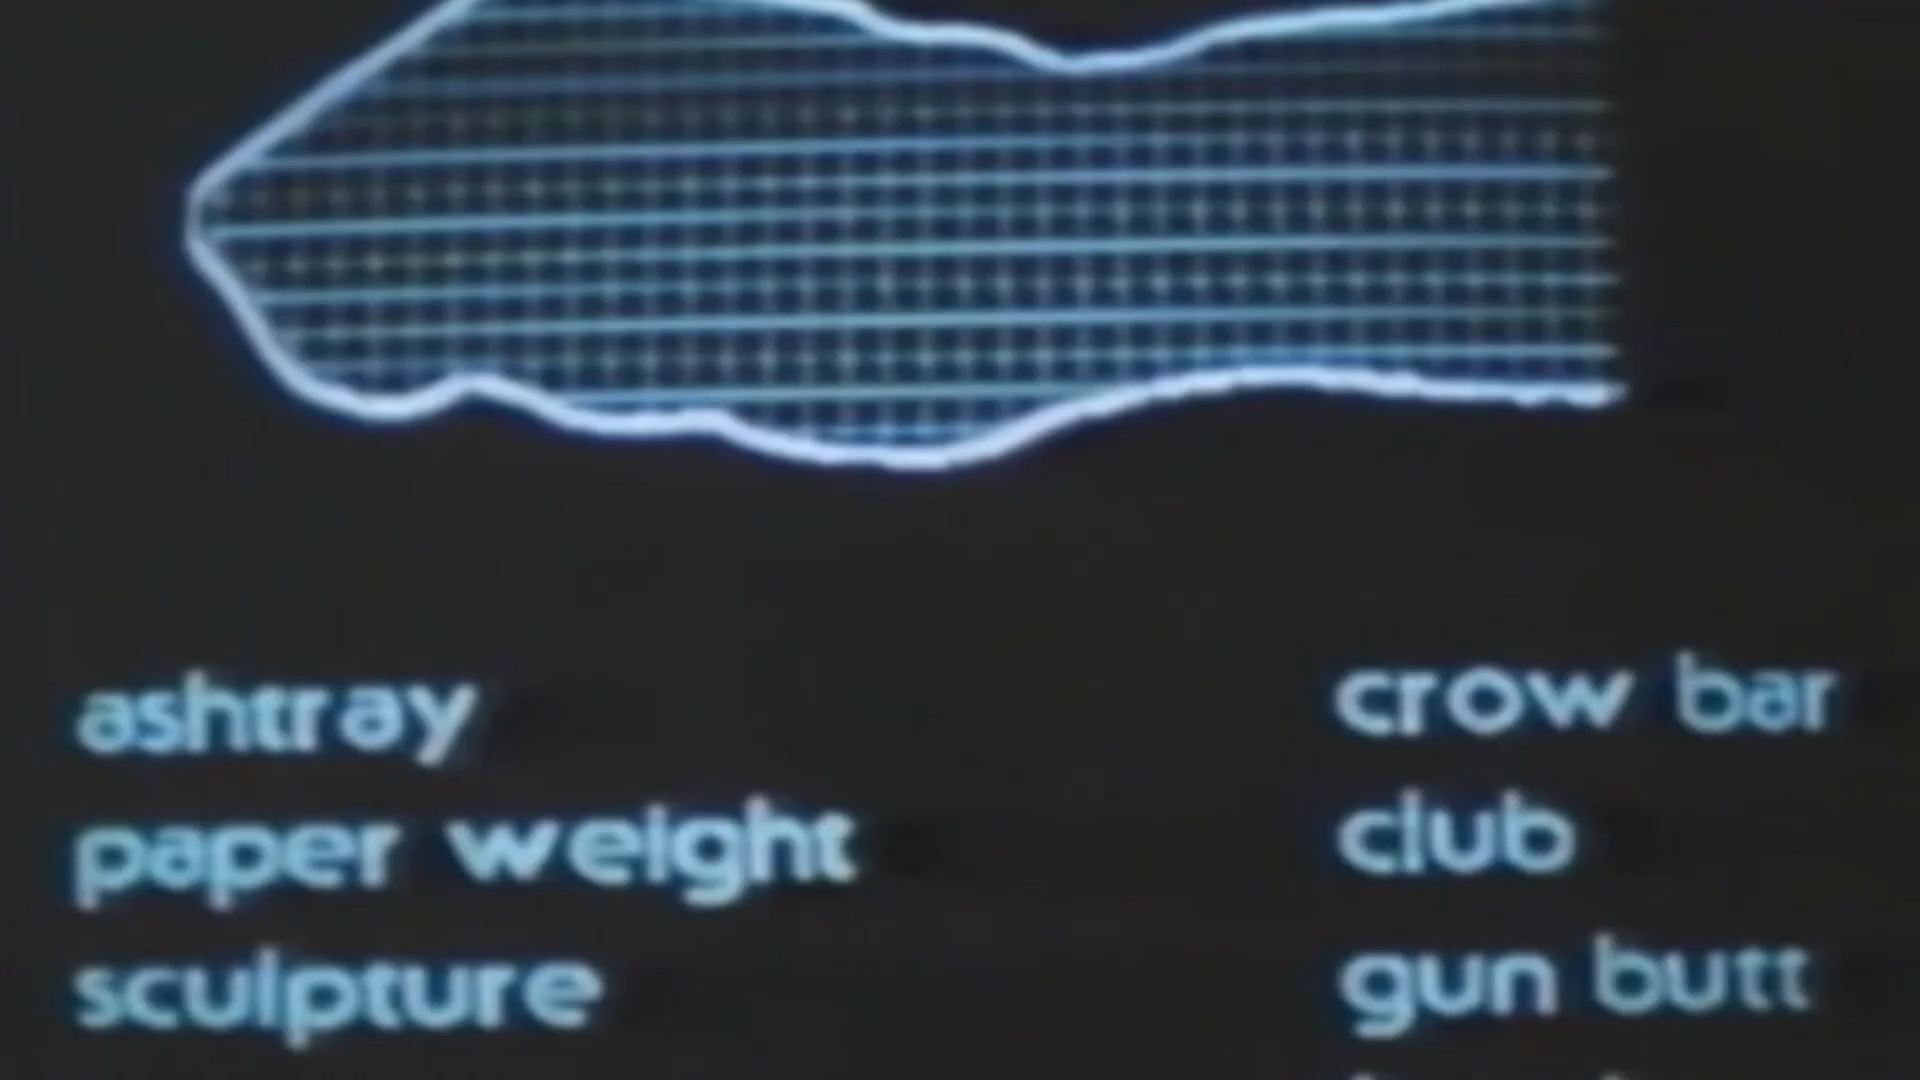 ashtray
paper weight
sculpture
crow bar
club
gun butt